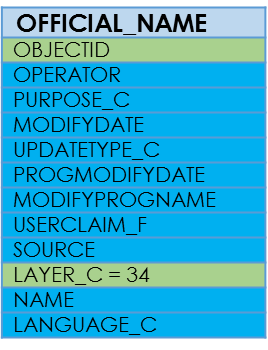 OFFICIAL_NAME
OBJECTID
OPERATOR
PURPOSE_C
MODIFYDATE
UPDATETYPE_C
PROGMODIFYDATE
MODIFYPROGNAME
USERCLAIM_F
SOURCE
LAYER_C = 34
NAME
LANGUAGE_C